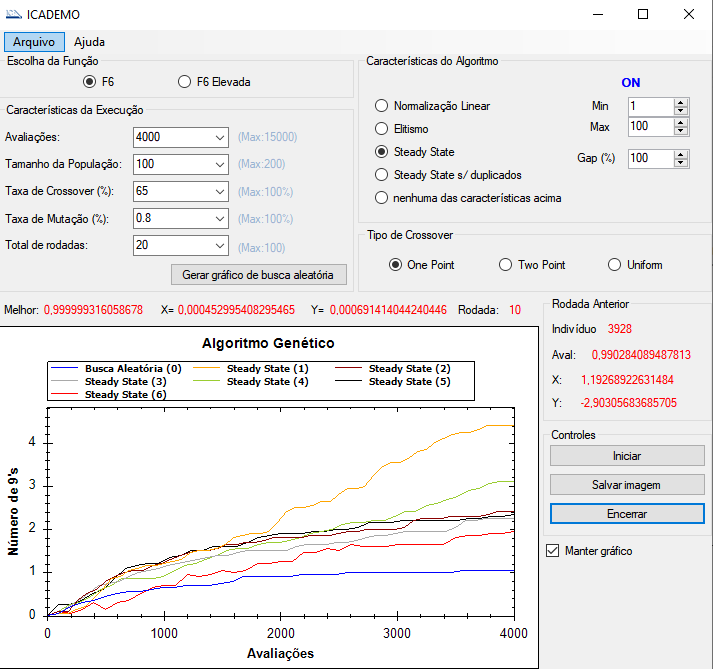 ICADEMO
Arquivo Ajuda
Escolha da Função
F6 F6 Elevada
Características da Execução
Avaliações: 4000 (Max:15000)
Tamanho da População: 100 (Max:200)
Taxa de Crossover (%): 65 (Max:100%)
Taxa de Mutação (%): 0.8 (Max:100%)
Total de rodadas: 20 (Max:100)
Gerar gráfico de busca aleatória
Características do Algoritmo
ON
Normalização Linear Min 1
Elitismo Max 100
Steady State Gap (%) 100
Steady State s/ duplicados
nenhuma das características acima
Tipo de Crossover
One Point Two Point Uniform
Melhor: 0,999999316058678 X= 0,000452995408295465 Y= 0,000691414044240446 Rodada: 10
Algoritmo Genético
Busca Aleatória (0) Steady State (1) Steady State (2)
Steady State (3) Steady State (4) Steady State (5)
Steady State (6)
Número de 9's
4
3
2
1
0
0 1000 2000 3000 4000
Avaliações
Rodada Anterior
Indivíduo 3928
Aval: 0,990284089487813
X: 1,19268922631484
Y: -2,90305683685705
Controles
Iniciar
Salvar imagem
Encerrar
Manter gráfico